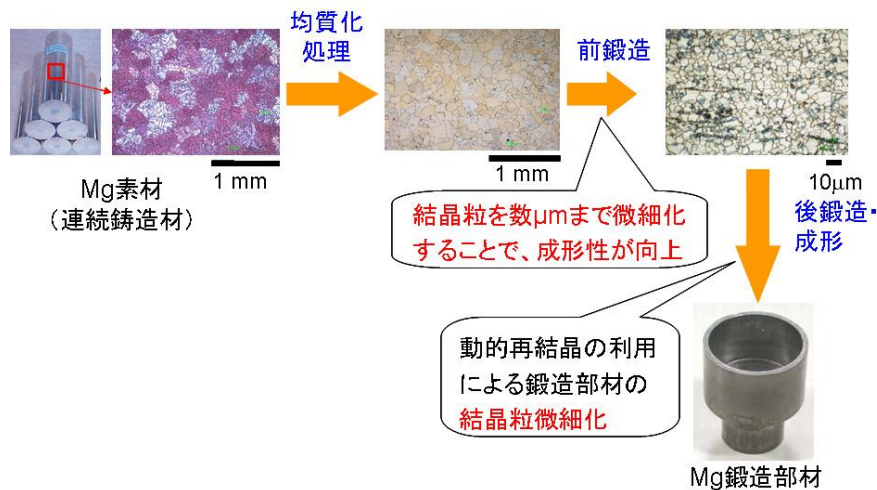 均質化
処理
前鍛造
1 mm
1 mm
10μm
Mg素材
（連続鋳造材）
結晶粒を数μmまで微細化
することで、成形性が向上
後鍛造・
成形
動的再結晶の利用
による鍛造部材の
結晶粒微細化
Mg鍛造部材